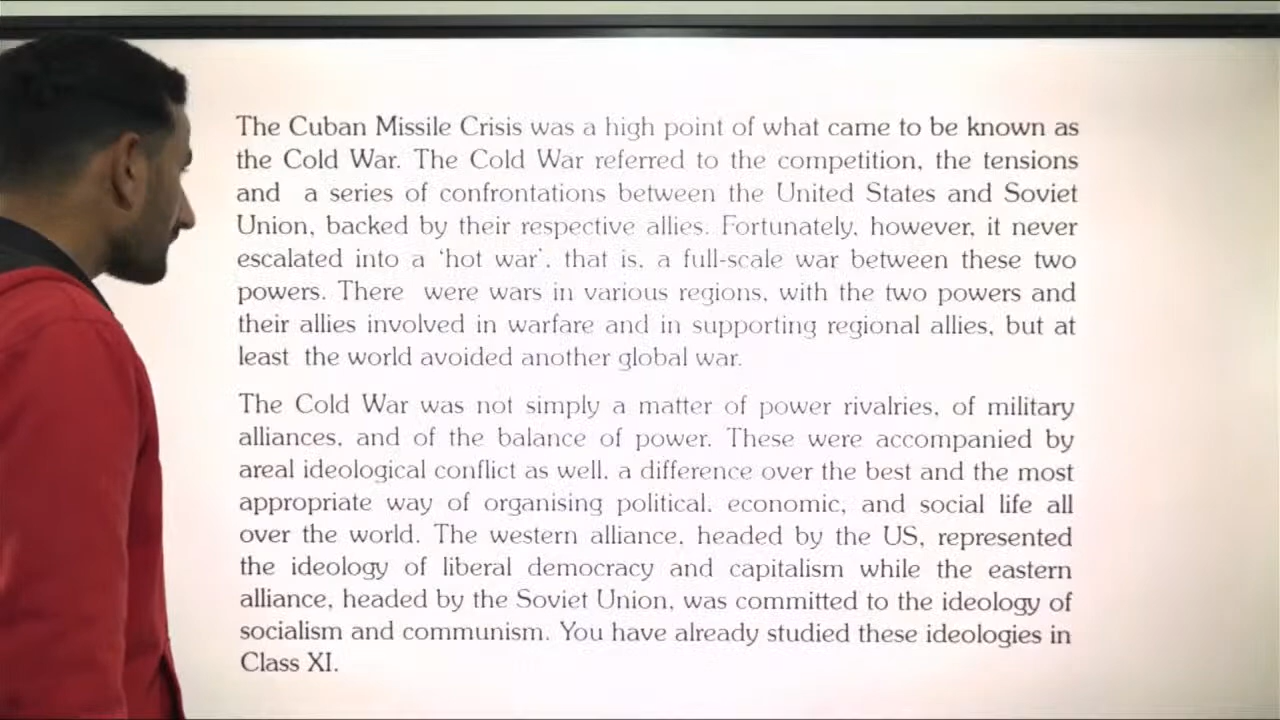 The Cuban Missile Crisis was a high point of what came to be known as
the Cold War. The Cold War referred to the competition, the tensions
and a series of confrontations between the United States and Soviet
Union, backed by their respective allies. Fortunately, however, it never
escalated into a ‘hot war’, that is, a full-scale war between these two
powers. There were wars in various regions, with the two powers and
their allies involved in warfare and in supporting regional allies, but at
least the world avoided another global war.
The Cold War was not simply a matter of power rivalries, of military
alliances, and of the balance of power. These were accompanied by
areal ideological conflict as well, a difference over the best and the most
appropriate way of organising political, economic, and social life all
over the world. The western alliance, headed by the US, represented
the ideology of liberal democracy and capitalism while the eastern
alliance, headed by the Soviet Union, was committed to the ideology of
socialism and communism. You have already studied these ideologies in
Class XI.